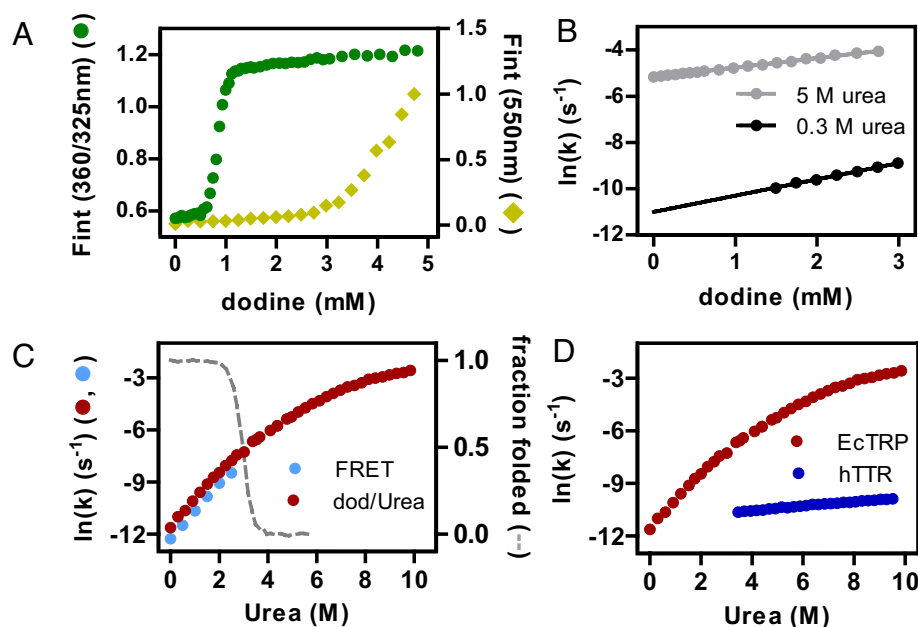 A
Fint (360/325nm) (●)
1.2
1.0
0.8
0.6
1.5
1.0
0.5
0.0
Fint (550nm) (◆)
0 1 2 3 4 5
dodine (mM)
B
ln(k) (s⁻¹)
-4
-6
-8
-10
-12
5 M urea
0.3 M urea
0 1 2 3
dodine (mM)
C
ln(k) (s⁻¹) (●,●)
-3
-6
-9
-12
1.0
0.5
0.0
fraction folded (--)
FRET
dod/Urea
0 2 4 6 8 10
Urea (M)
D
ln(k) (s⁻¹)
-3
-6
-9
-12
EcTRP
hTTR
0 2 4 6 8 10
Urea (M)